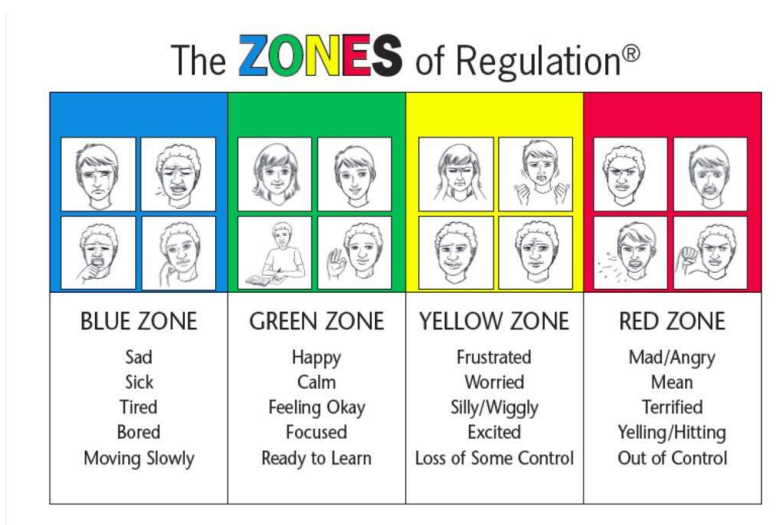 The ZONES of Regulation®
BLUE ZONE
Sad
Sick
Tired
Bored
Moving Slowly
GREEN ZONE
Happy
Calm
Feeling Okay
Focused
Ready to Learn
YELLOW ZONE
Frustrated
Worried
Silly/Wiggly
Excited
Loss of Some Control
RED ZONE
Mad/Angry
Mean
Terrified
Yelling/Hitting
Out of Control